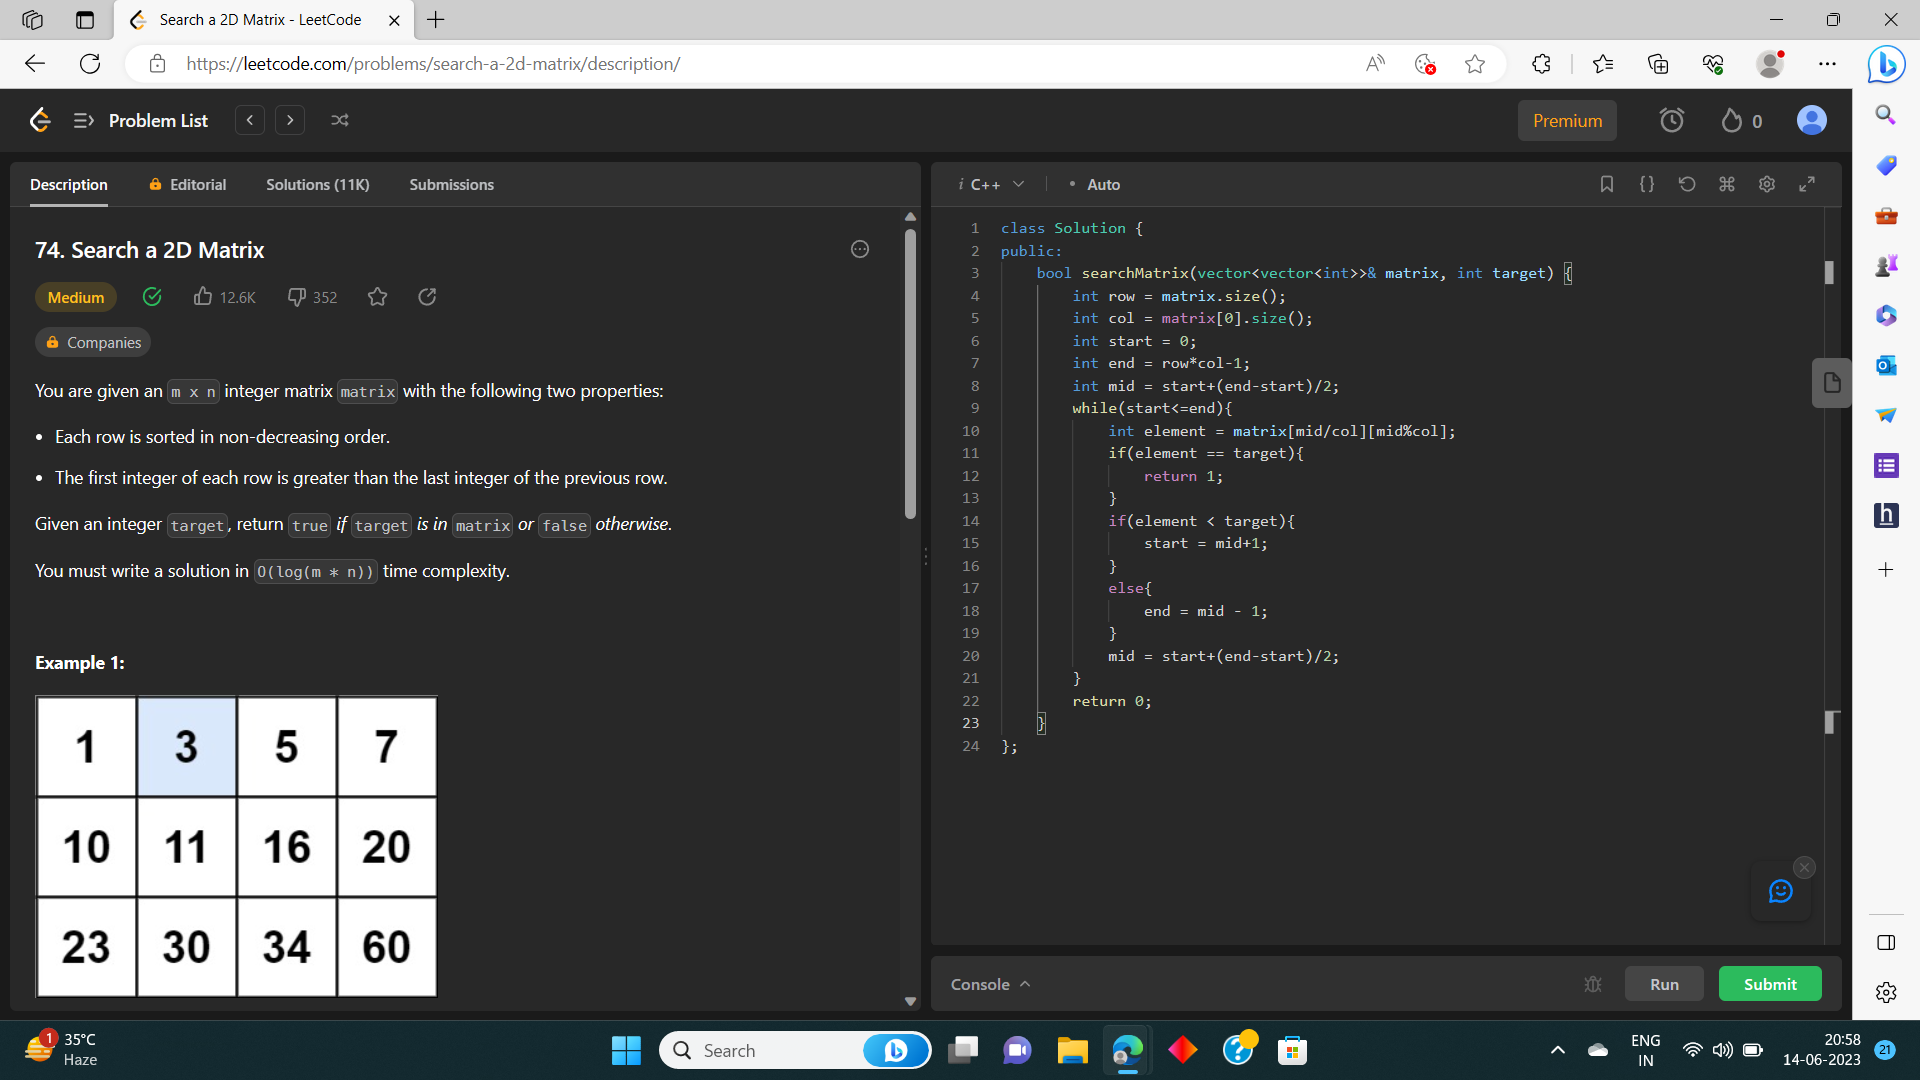 Search a 2D Matrix - LeetCode
https://leetcode.com/problems/search-a-2d-matrix/description/
Problem List
Premium
0
Description
Editorial
Solutions (11K)
Submissions
74. Search a 2D Matrix
Medium
12.6K
352
Companies
You are given an m x n integer matrix matrix with the following two properties:
• Each row is sorted in non-decreasing order.
• The first integer of each row is greater than the last integer of the previous row.
Given an integer target, return true if target is in matrix or false otherwise.
You must write a solution in O(log(m * n)) time complexity.
Example 1:
1 3 5 7
10 11 16 20
23 30 34 60
i C++
• Auto
1 class Solution {
2 public:
3 bool searchMatrix(vector<vector<int>>& matrix, int target) {
4 int row = matrix.size();
5 int col = matrix[0].size();
6 int start = 0;
7 int end = row*col-1;
8 int mid = start+(end-start)/2;
9 while(start<=end){
10 int element = matrix[mid/col][mid%col];
11 if(element == target){
12 return 1;
13 }
14 if(element < target){
15 start = mid+1;
16 }
17 else{
18 end = mid - 1;
19 }
20 mid = start+(end-start)/2;
21 }
22 return 0;
23 }
24 };
Console
Run
Submit
1
35°C
Haze
Search
ENG
IN
20:58
14-06-2023
21